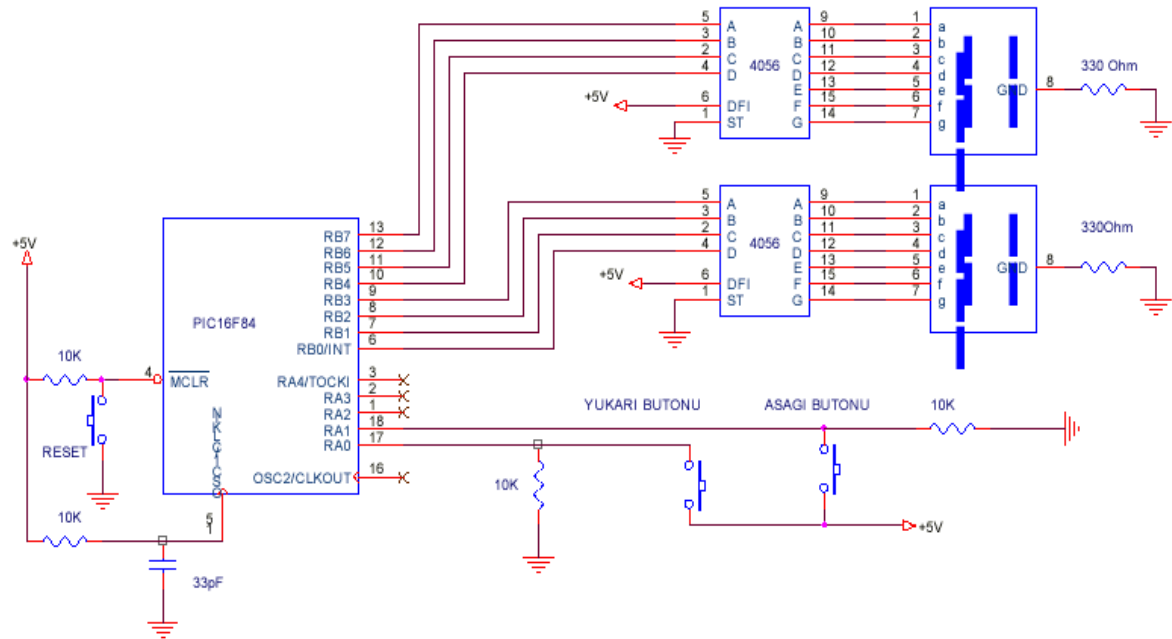 5 A A 9 1 a
3 B B 10 2 b
2 C 4056 C 11 3 c
4 D D 12 4 d
E 13 5 e GND 8 330 Ohm
+5V 6 DFI F 15 6 f
1 ST G 14 7 g
5 A A 9 1 a
3 B B 10 2 b
2 C 4056 C 11 3 c
4 D D 12 4 d
E 13 5 e GND 8 330Ohm
+5V 6 DFI F 15 6 f
1 ST G 14 7 g
+5V
PIC16F84
RB7 13
RB6 12
RB5 11
RB4 10
RB3 9
RB2 8
RB1 7
RB0/INT 6
10K 4 MCLR
RA4/TOCKI 3
RA3 2
RA2 1
RA1 18
RA0 17
OSC2/CLKOUT 16
RESET
YUKARI BUTONU
ASAGI BUTONU
10K
10K
+5V
10K
15
33pF